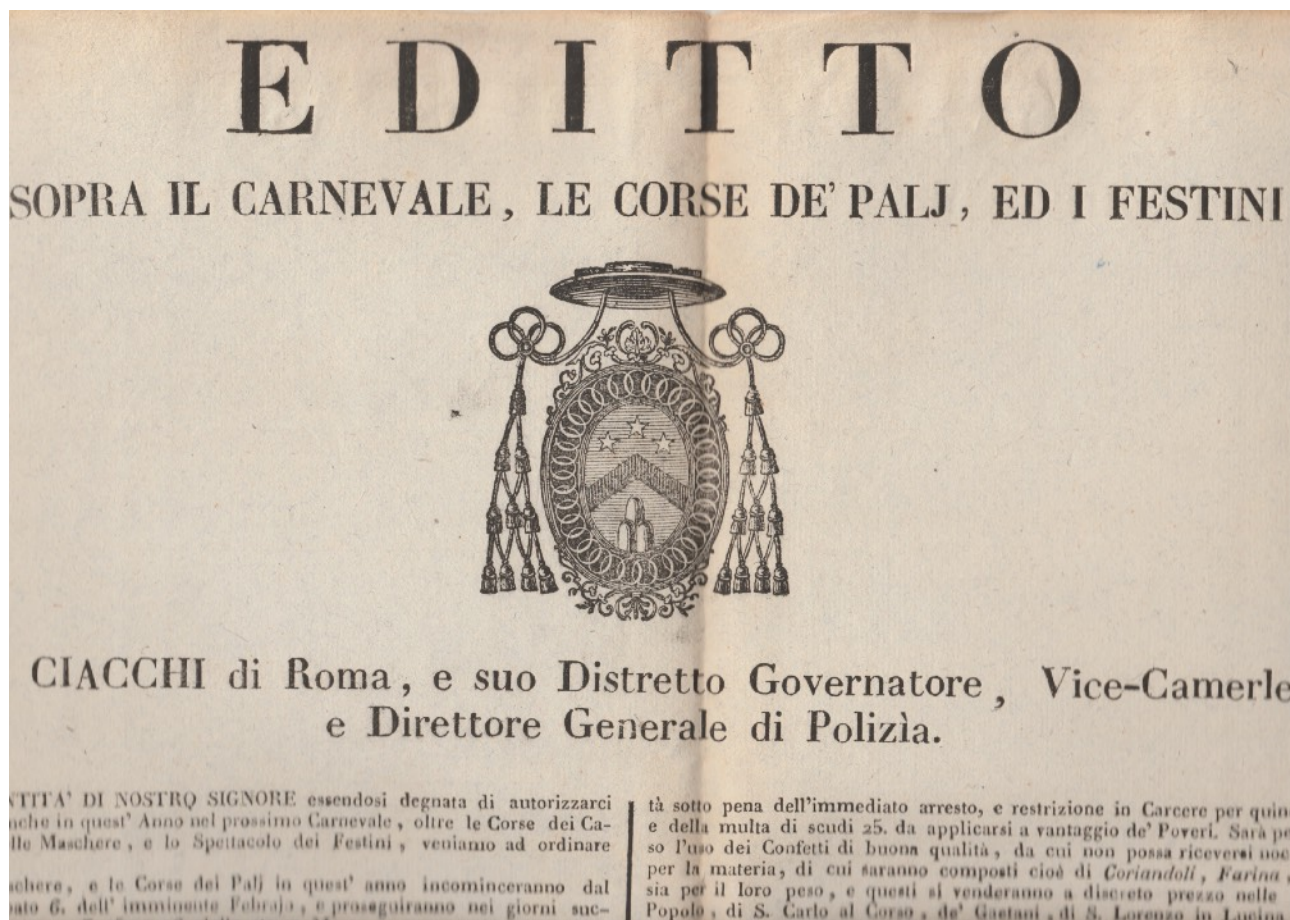 EDITTO
SOPRA IL CARNEVALE, LE CORSE DE' PALJ, ED I FESTINI
CIACCHI di Roma, e suo Distretto Governatore, Vice-Camerle
e Direttore Generale di Polizìa.
TITA' DI NOSTRO SIGNORE essendosi degnata di autorizzarci
nche in quest' Anno nel prossimo Carnevale, oltre le Corse dei Ca-
lle Maschere, e lo Spettacolo dei Festini, veniamo ad ordinare
schere, e le Corse dei Palj in quest' anno incominceranno dal
bato 6. dell' imminente Febrajo, e proseguiranno nei giorni suc-
tà sotto pena dell'immediato arresto, e restrizione in Carcere per quin
e della multa di scudi 25. da applicarsi a vantaggio de' Poveri. Sarà pe
so l'uso dei Confetti di buona qualità, da cui non possa riceversi noc
per la materia, di cui saranno composti cioè di Coriandoli, Farina,
sia per il loro peso, e questi si venderanno a discreto prezzo nelle
Popolo, di S. Carlo al Corso, de' Gaetani, di S. Lorenzo in Lucina